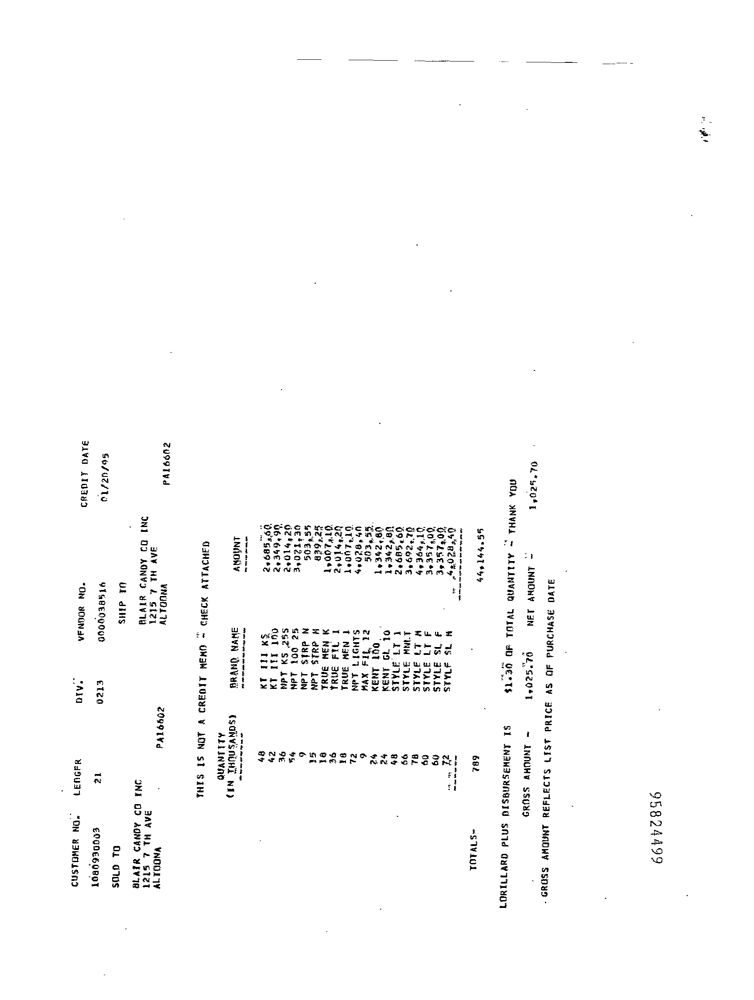 CUSTOMER NO. LEDGER DIV. VENDOR NO. CREDIT DATE
1080930003 21 0213 0000038516 01/20/95
SOLD TO SHIP TO
BLAIR CANDY CO INC BLAIR CANDY CO INC
1215 7 TH AVE 1215 7 TH AVE
ALTOONA ALTOONA
PA16602 PA16602
THIS IS NOT A CREDIT MEMO - CHECK ATTACHED
QUANTITY
(IN THOUSANDS) BRAND NAME AMOUNT
48 KT III KS 2,685.60
42 KT III 100 2,349.90
36 NPT KS 25S 2,014.20
54 NPT 100 25 3,021.30
9 NPT STRP N 503.55
15 NPT STRP M 839.25
18 TRUE MEN K 1,007.10
36 TRUE FIL 1 2,014.20
18 TRUE MEN 1 1,007.10
72 NPT LIGHTS 4,028.40
9 MAX FIL 12 503.55
24 KENT 100 1,342.80
24 KENT GL 10 1,342.80
48 STYLE LT 1 2,685.60
66 STYLE MNLT 3,692.70
78 STYLE LT M 4,364.10
60 STYLE LT F 3,357.00
60 STYLE SL F 3,357.00
72 STYLE SL M 4,028.40
TOTALS- 789 44,144.55
LORILLARD PLUS DISBURSEMENT IS $1.30 OF TOTAL QUANTITY - THANK YOU
GROSS AMOUNT - 1,025.70 NET AMOUNT - 1,025.70
GROSS AMOUNT REFLECTS LIST PRICE AS OF PURCHASE DATE
95824499